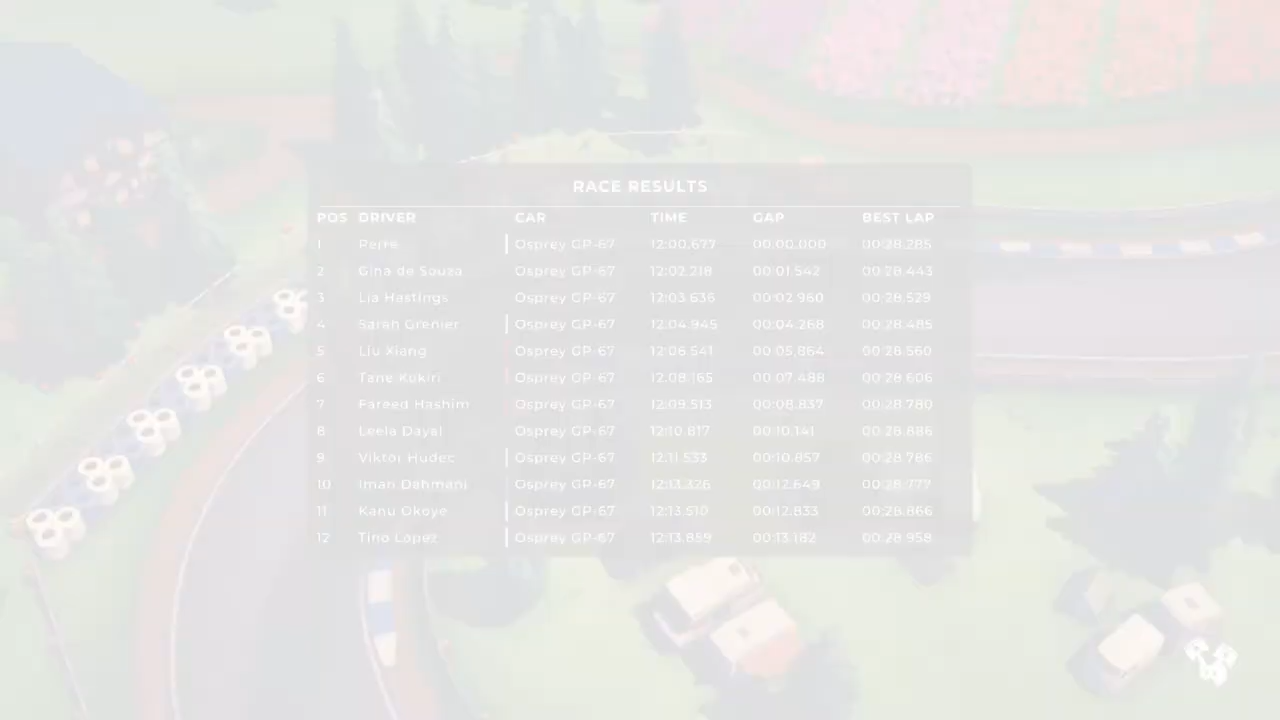 RACE RESULTS
POS DRIVER CAR TIME GAP BEST LAP
1 Perre Osprey GP-67 12:00.677 00:00.000 00:28.285
2 Gina de Souza Osprey GP-67 12:02.218 00:01.542 00:28.443
3 Lia Hastings Osprey GP-67 12:03.636 00:02.960 00:28.529
4 Sarah Grenier Osprey GP-67 12:04.945 00:04.268 00:28.485
5 Liu Xiang Osprey GP-67 12:06.541 00:05.864 00:28.560
6 Tane Kukiri Osprey GP-67 12:08.165 00:07.488 00:28.606
7 Fareed Hashim Osprey GP-67 12:09.513 00:08.837 00:28.780
8 Leela Dayal Osprey GP-67 12:10.817 00:10.141 00:28.886
9 Viktor Hudec Osprey GP-67 12:11.533 00:10.857 00:28.786
10 Iman Dahmani Osprey GP-67 12:13.326 00:12.649 00:28.777
11 Kanu Okoye Osprey GP-67 12:13.510 00:12.833 00:28.866
12 Tino Lopez Osprey GP-67 12:13.859 00:13.182 00:28.958